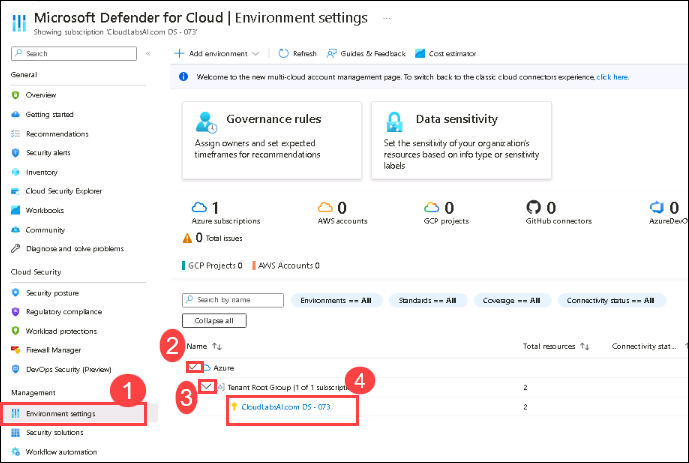 Microsoft Defender for Cloud | Environment settings ...
Showing subscription 'CloudLabsAI.com DS - 073'
Search
«
General
Overview
Getting started
Recommendations
Security alerts
Inventory
Cloud Security Explorer
Workbooks
Community
Diagnose and solve problems
Cloud Security
Security posture
Regulatory compliance
Workload protections
Firewall Manager
DevOps Security (Preview)
Management
1
Environment settings
Security solutions
Workflow automation
+ Add environment
Refresh
Guides & Feedback
Cost estimator
Welcome to the new multi-cloud account management page. To switch back to the classic cloud connectors experience, click here.
Governance rules
Assign owners and set expected
timeframes for recommendations
Data sensitivity
Set the sensitivity of your organization's
resources based on info type or sensitivity
labels
1
Azure subscriptions
0
AWS accounts
0
GCP projects
0
GitHub connectors
0
AzureDevO
0 Total issues
GCP Projects 0
AWS Accounts 0
Search by name
Environments == All
Standards == All
Coverage == All
Connectivity status == All
Collapse all
2
Name ↑↓
Total resources ↑↓
Connectivity stat... ↑↓
Azure
3
Tenant Root Group (1 of 1 subscripti
4
2
CloudLabsAI.com DS - 073
2